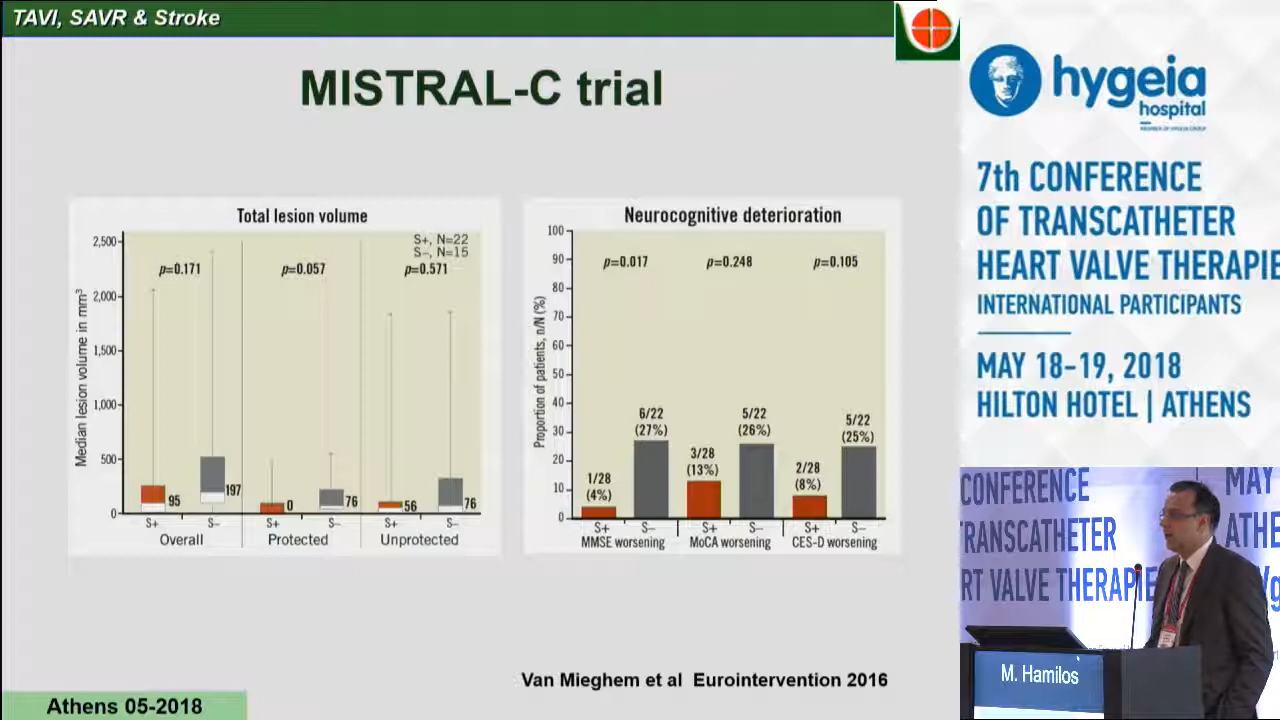 TAVI, SAVR & Stroke
MISTRAL-C trial
Total lesion volume
S+, N=22
S–, N=15
p=0.171
p=0.057
p=0.571
Median lesion volume in mm³
2,500
2,000
1,500
1,000
500
0
95
197
0
76
56
76
S+
S–
S+
S–
S+
S–
Overall
Protected
Unprotected
Neurocognitive deterioration
p=0.017
p=0.248
p=0.105
Proportion of patients, n/N (%)
100
90
80
70
60
50
40
30
20
10
0
1/28
(4%)
6/22
(27%)
3/28
(13%)
5/22
(26%)
2/28
(8%)
5/22
(25%)
S+
S–
S+
S–
S+
S–
MMSE worsening
MoCA worsening
CES-D worsening
Van Mieghem et al Eurointervention 2016
Athens 05-2018
hygeia
hospital
MEMBER OF HYGEIA GROUP
7th CONFERENCE
OF TRANSCATHETER
HEART VALVE THERAPIE
INTERNATIONAL PARTICIPANTS
MAY 18–19, 2018
HILTON HOTEL | ATHENS
CONFERENCE
TRANSCATHETER
RT VALVE THERAPIE
MAY
ATHE
M. Hamilos